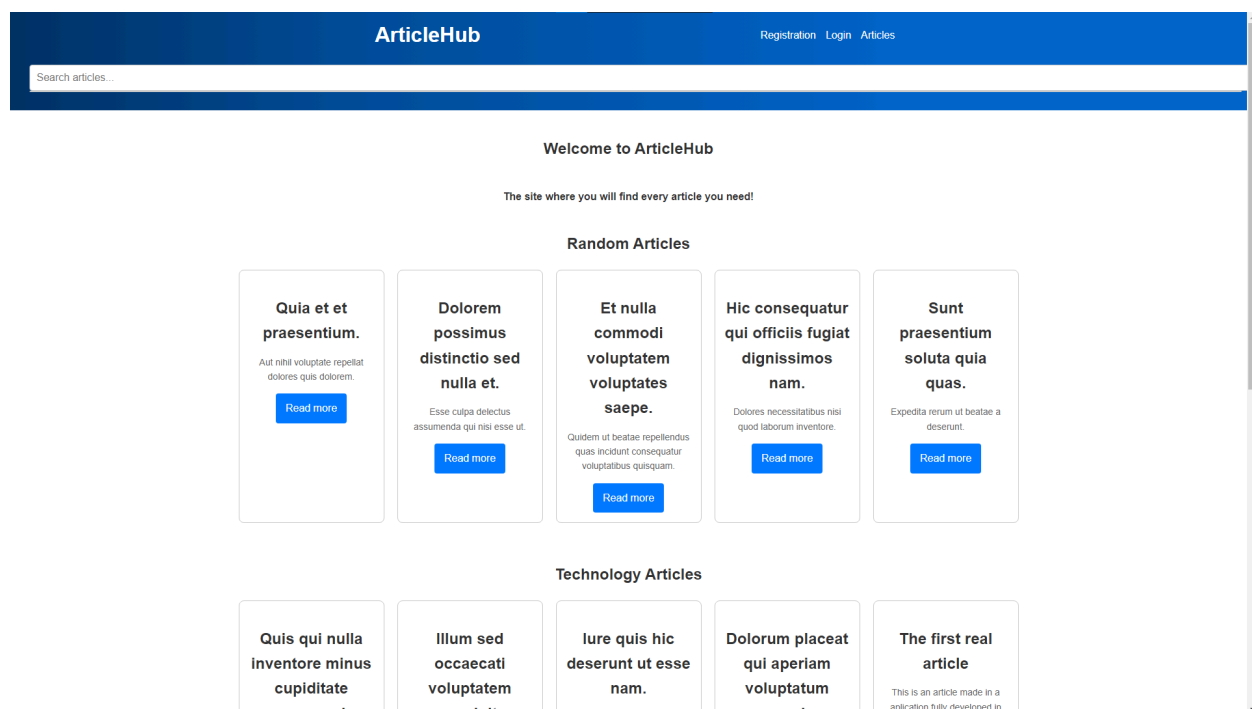 ArticleHub
Registration Login Articles
Search articles...
Welcome to ArticleHub
The site where you will find every article you need!
Random Articles
Quia et et
praesentium.
Aut nihil voluptate repellat
dolores quis dolorem.
Read more
Dolorem
possimus
distinctio sed
nulla et.
Esse culpa delectus
assumenda qui nisi esse ut.
Read more
Et nulla
commodi
voluptatem
voluptates
saepe.
Quidem ut beatae repellendus
quas incidunt consequatur
voluptatibus quisquam.
Read more
Hic consequatur
qui officiis fugiat
dignissimos
nam.
Dolores necessitatibus nisi
quod laborum inventore.
Read more
Sunt
praesentium
soluta quia
quas.
Expedita rerum ut beatae a
deserunt.
Read more
Technology Articles
Quis qui nulla
inventore minus
cupiditate
Illum sed
occaecati
voluptatem
Iure quis hic
deserunt ut esse
nam.
Dolorum placeat
qui aperiam
voluptatum
The first real
article
This is an article made in a
aplication fully developed in